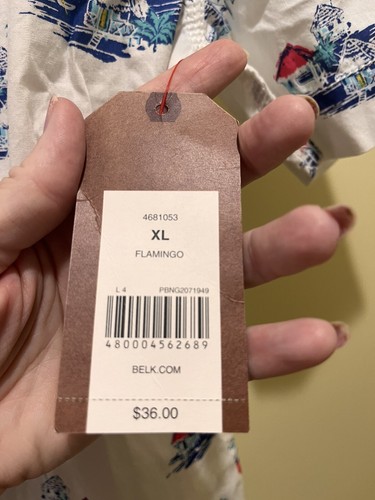 4681053
XL
FLAMINGO
L 4 PBNG2071949
480004562689
BELK.COM
$36.00